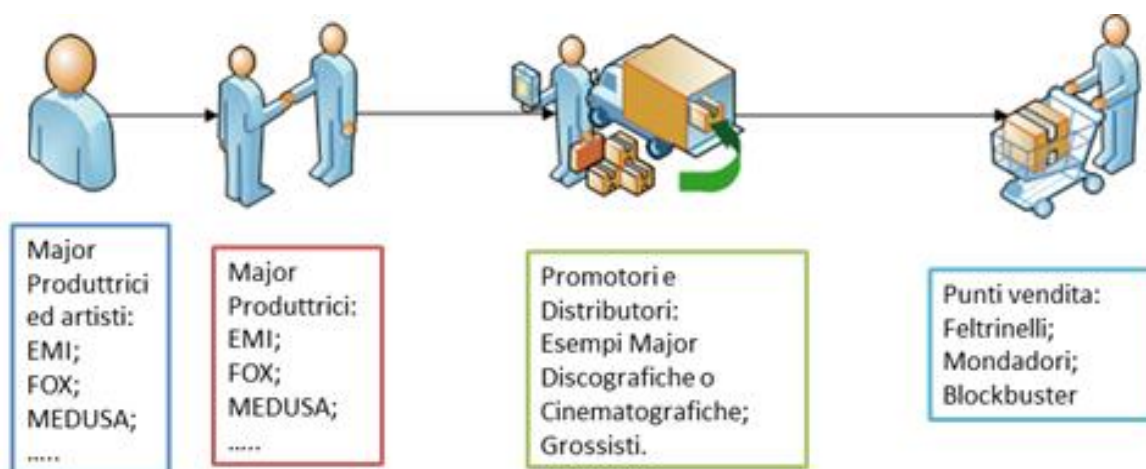 Major
Produttrici
ed artisti:
EMI;
FOX;
MEDUSA;
.....
Major
Produttrici:
EMI;
FOX;
MEDUSA;
.....
Promotori e
Distributori:
Esempi Major
Discografiche o
Cinematografiche;
Grossisti.
Punti vendita:
Feltrinelli;
Mondadori;
Blockbuster